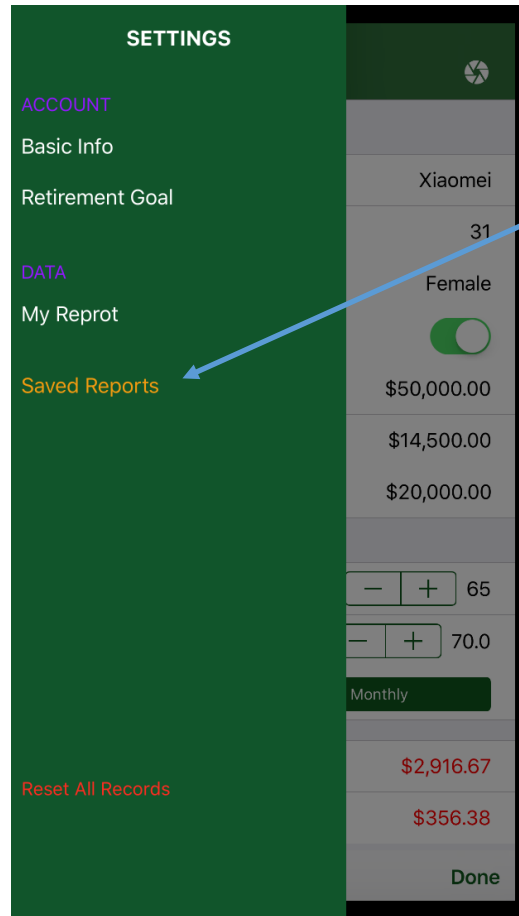 SETTINGS
ACCOUNT
Basic Info
Retirement Goal
DATA
My Reprot
Saved Reports
Reset All Records
Xiaomei
31
Female
$50,000.00
$14,500.00
$20,000.00
65
70.0
Monthly
$2,916.67
$356.38
Done